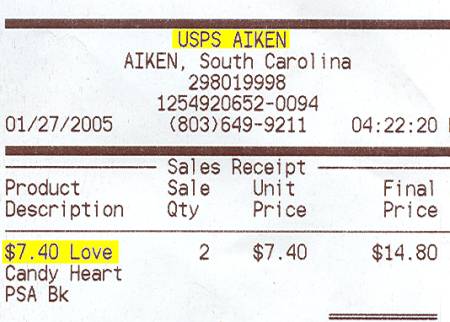 USPS AIKEN
AIKEN, South Carolina
298019998
1254920652-0094
01/27/2005 (803)649-9211 04:22:20
Sales Receipt
Product Sale Unit Final
Description Qty Price Price
$7.40 Love 2 $7.40 $14.80
Candy Heart
PSA Bk